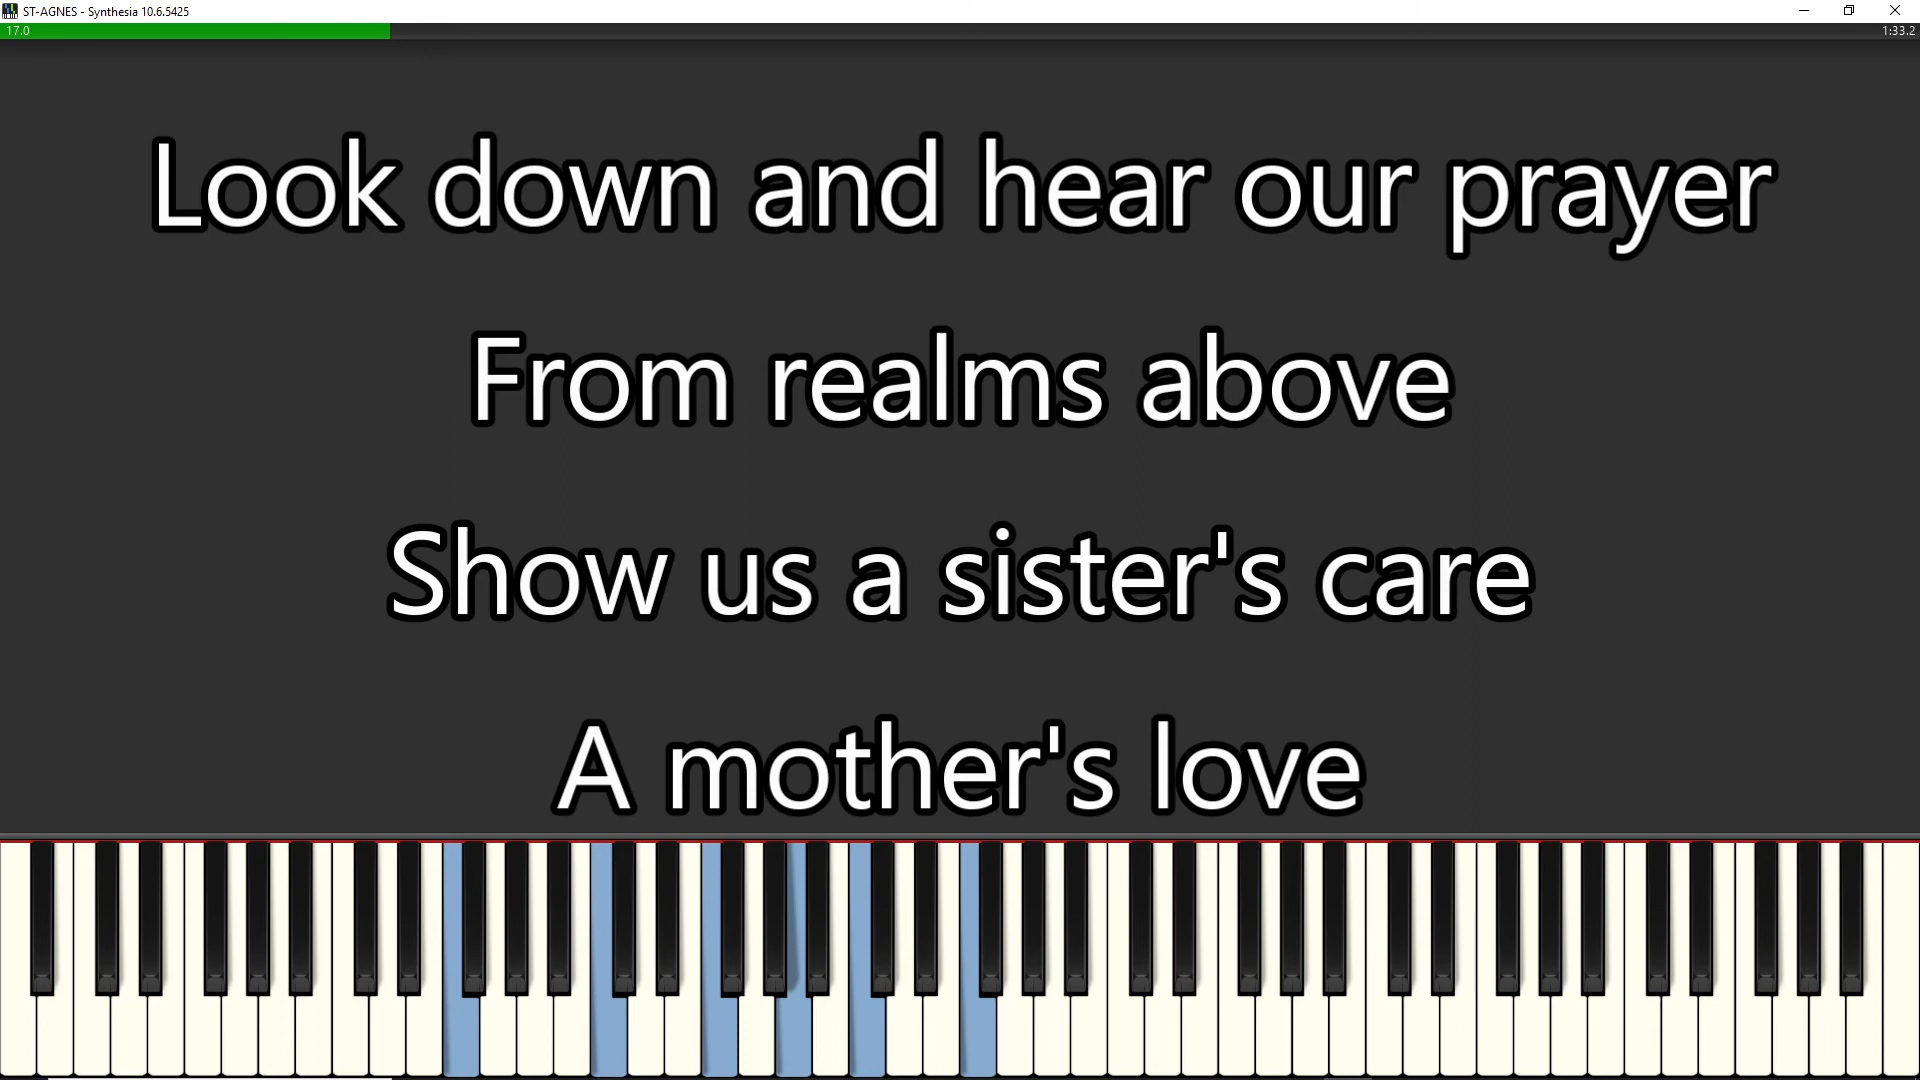 ST-AGNES - Synthesia 10.6.5425
17.0
1:33.2
Look down and hear our prayer
From realms above
Show us a sister's care
A mother's love